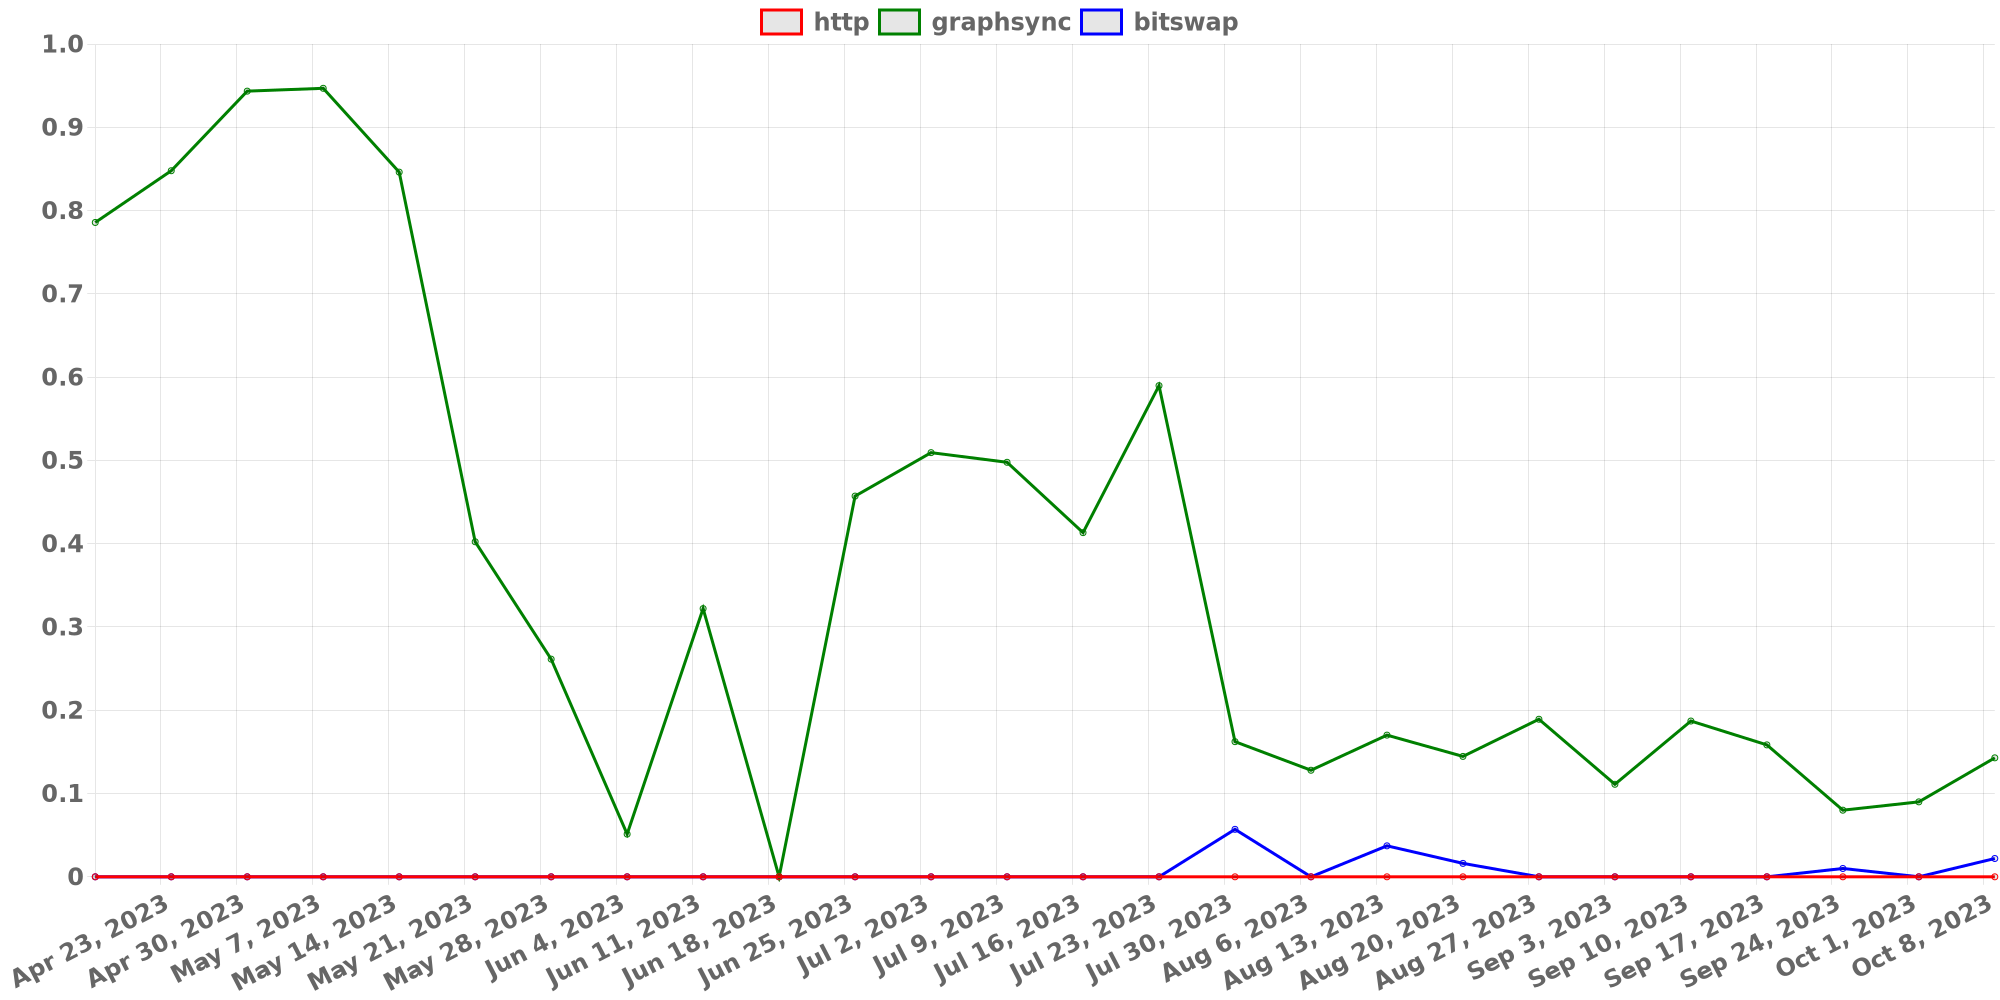 http graphsync bitswap
1.0
0.9
0.8
0.7
0.6
0.5
0.4
0.3
0.2
0.1
0
Apr 23, 2023
Apr 30, 2023
May 7, 2023
May 14, 2023
May 21, 2023
May 28, 2023
Jun 4, 2023
Jun 11, 2023
Jun 18, 2023
Jun 25, 2023
Jul 2, 2023
Jul 9, 2023
Jul 16, 2023
Jul 23, 2023
Jul 30, 2023
Aug 6, 2023
Aug 13, 2023
Aug 20, 2023
Aug 27, 2023
Sep 3, 2023
Sep 10, 2023
Sep 17, 2023
Sep 24, 2023
Oct 1, 2023
Oct 8, 2023